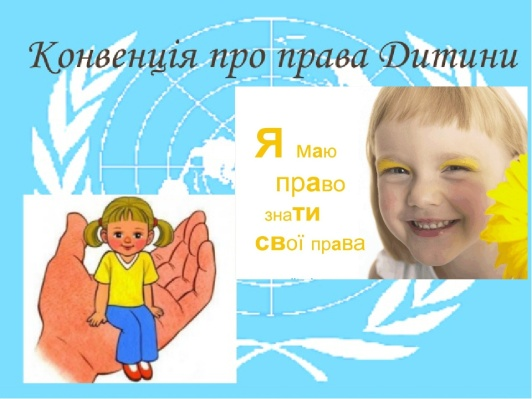 Конвенція про права Дитини
Я Маю
право
знати
свої права